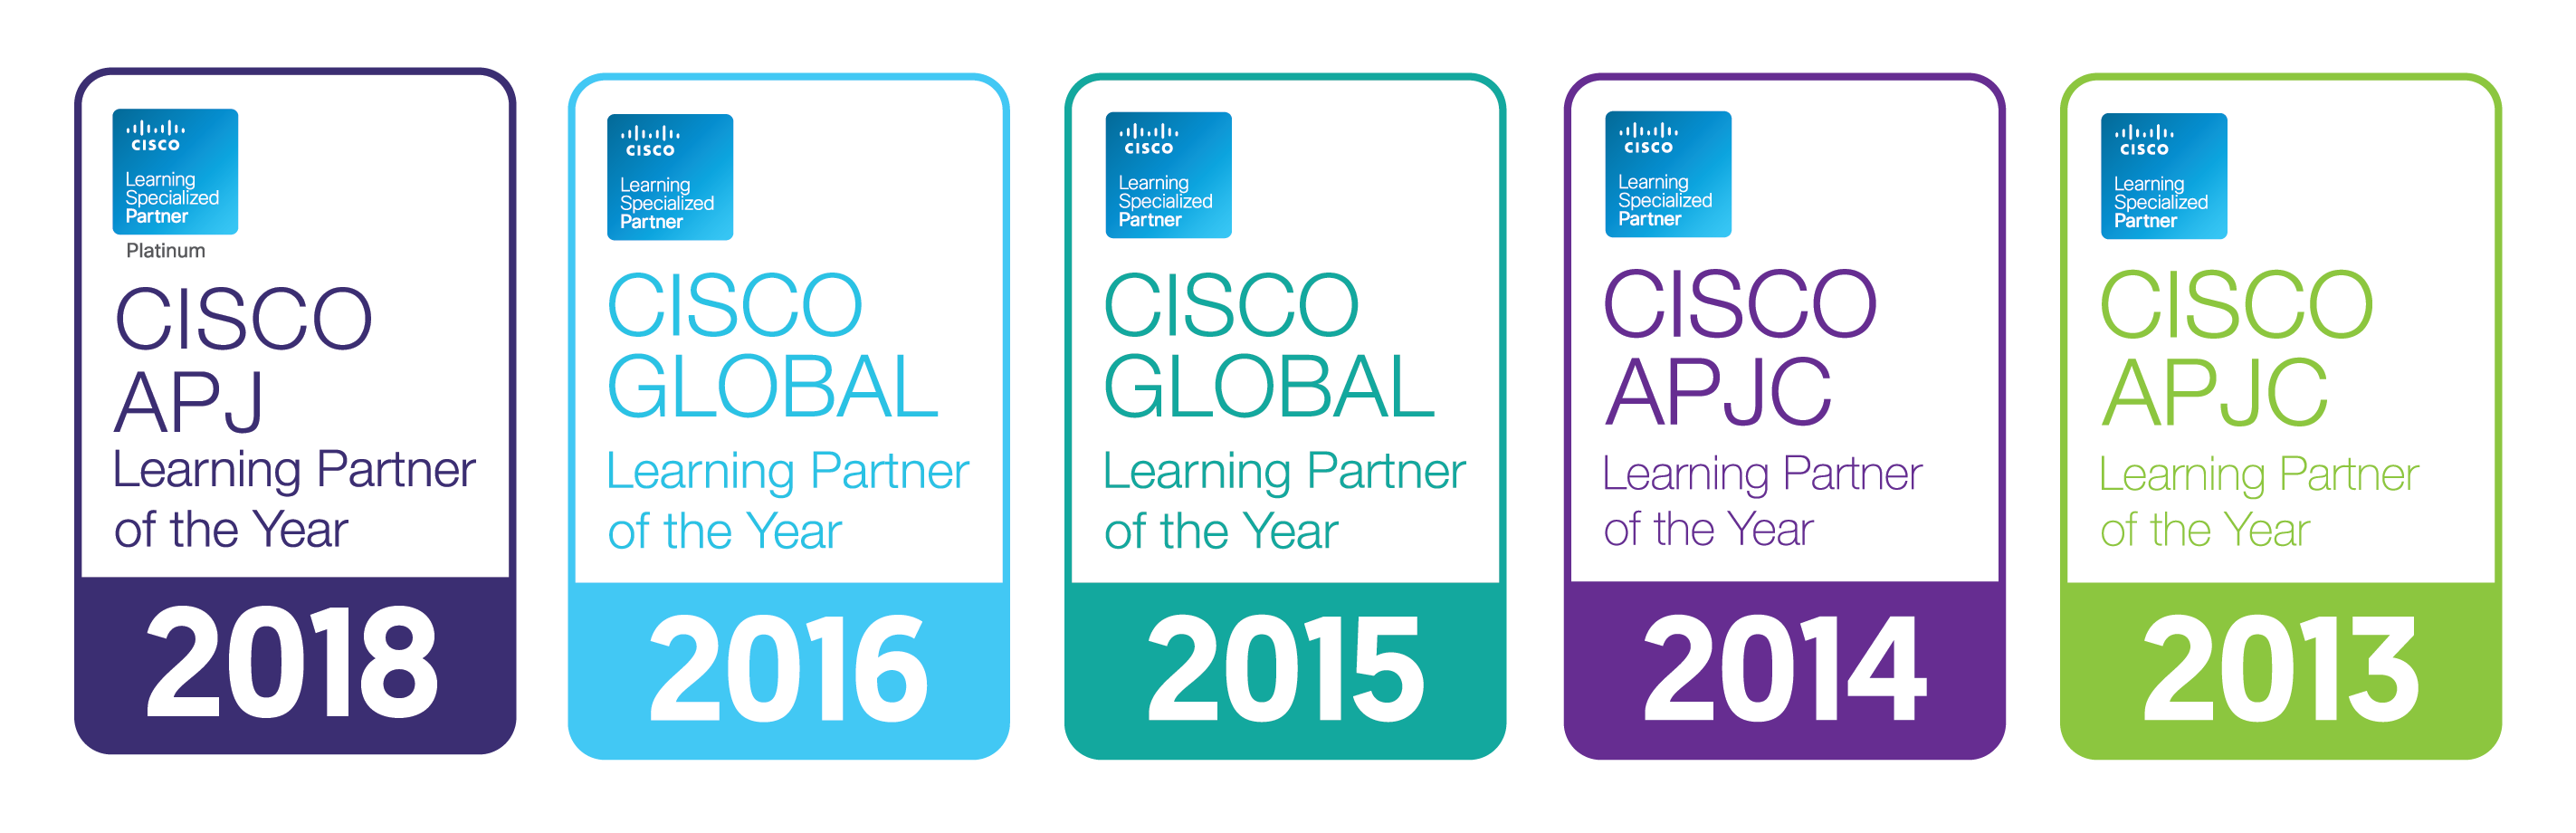 CISCO
Learning
Specialized
Partner
Platinum
CISCO
APJ
Learning Partner
of the Year
2018
CISCO
Learning
Specialized
Partner
CISCO
GLOBAL
Learning Partner
of the Year
2016
CISCO
Learning
Specialized
Partner
CISCO
GLOBAL
Learning Partner
of the Year
2015
CISCO
Learning
Specialized
Partner
CISCO
APJC
Learning Partner
of the Year
2014
CISCO
Learning
Specialized
Partner
CISCO
APJC
Learning Partner
of the Year
2013